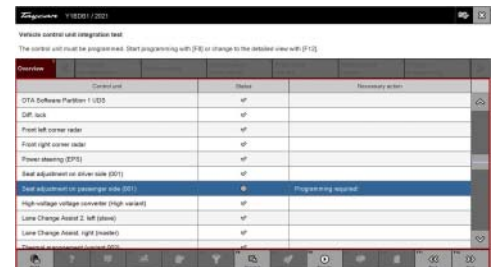 Taycan Y1BDB1 / 2021
Vehicle control unit integration test
The control unit must be programmed. Start programming with [F8] or change to the detailed view with [F12].
Overview
Control unit Status Necessary action
OTA Software Partition 1 UDS
Diff. lock
Front left corner radar
Front right corner radar
Power steering (EPS)
Seat adjustment on driver side (001)
Seat adjustment on passenger side (001) Programming required!
High-voltage voltage converter (High variant)
Lane Change Assist 2, left (slave)
Lane Change Assist, right (master)
Thermal management (variant 002)